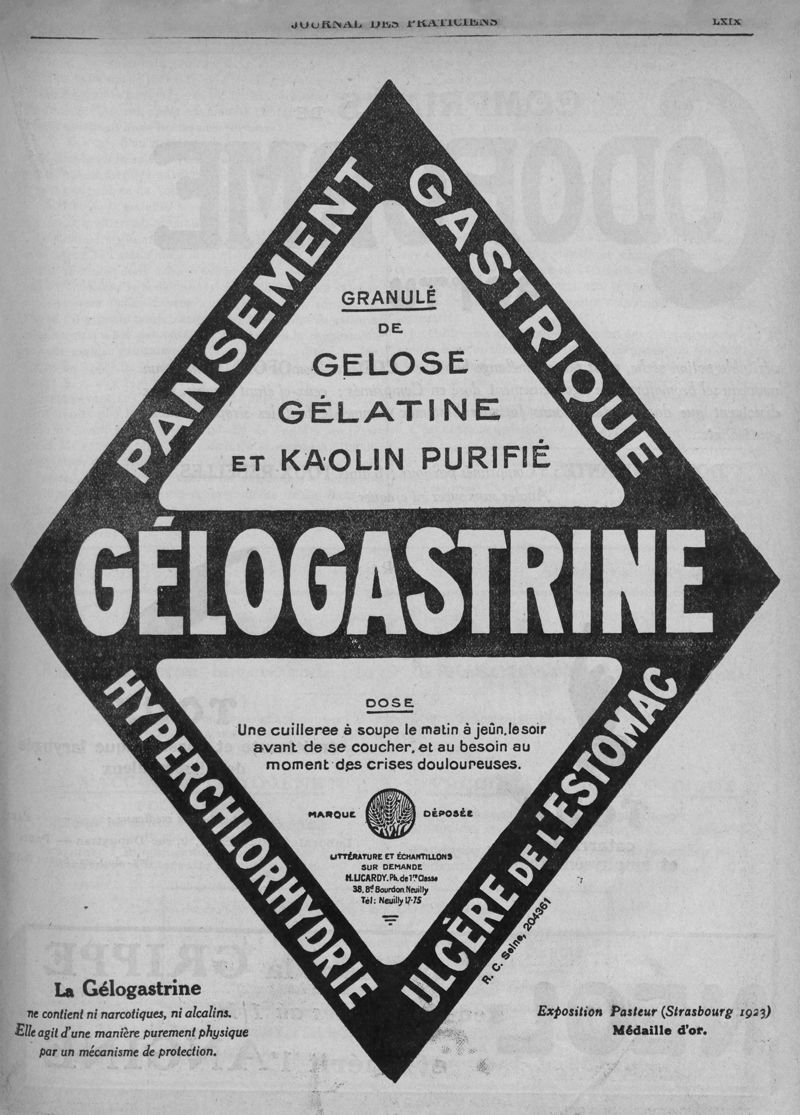 JOURNAL DES PRATICIENS
LXIX
PANSEMENT
GASTRIQUE
GRANULÉ
DE
GELOSE
GÉLATINE
ET KAOLIN PURIFIÉ
GÉLOGASTRINE
HYPERCHLORHYDRIE
ULCÈRE DE L'ESTOMAC
DOSE
Une cuilleree à soupe le matin à jeûn, le soir
avant de se coucher, et au besoin au
moment des crises douloureuses.
MARQUE DÉPOSÉE
LITTÉRATURE ET ÉCHANTILLONS
SUR DEMANDE
H. LICARDY. Ph. de 1re Classe
38, Bd Bourdon Neuilly
Tél: Neuilly 17-75
R. C. Seine, 204361
La Gélogastrine
ne contient ni narcotiques, ni alcalins.
Elle agit d'une manière purement physique
par un mécanisme de protection.
Exposition Pasteur (Strasbourg 1923)
Médaille d'or.